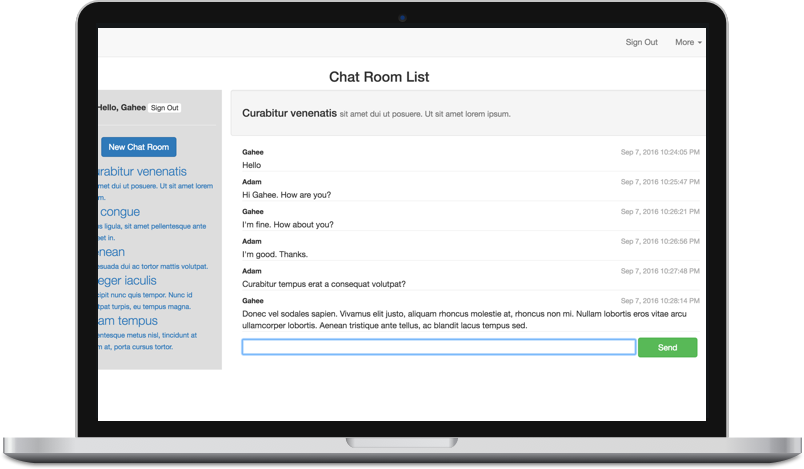 Sign Out More
Chat Room List
Hello, Gahee Sign Out
New Chat Room
urabitur venenatis
met dui ut posuere. Ut sit amet lorem
m.
congue
s ligula, sit amet pellentesque ante
et in.
nean
esuada dui ac tortor mattis volutpat.
eger iaculis
cipit nunc quis tempor. Nunc id
tpat turpis, eu tempus magna.
am tempus
entesque metus nisl, tincidunt at
m at, porta cursus tortor.
Curabitur venenatis sit amet dui ut posuere. Ut sit amet lorem ipsum.
Gahee Sep 7, 2016 10:24:05 PM
Hello
Adam Sep 7, 2016 10:25:47 PM
Hi Gahee. How are you?
Gahee Sep 7, 2016 10:26:21 PM
I'm fine. How about you?
Adam Sep 7, 2016 10:26:56 PM
I'm good. Thanks.
Adam Sep 7, 2016 10:27:48 PM
Curabitur tempus erat a consequat volutpat?
Gahee Sep 7, 2016 10:28:14 PM
Donec vel sodales sapien. Vivamus elit justo, aliquam rhoncus molestie at, rhoncus non mi. Nullam lobortis eros vitae arcu
ullamcorper lobortis. Aenean tristique ante tellus, ac blandit lacus tempus sed.
Send